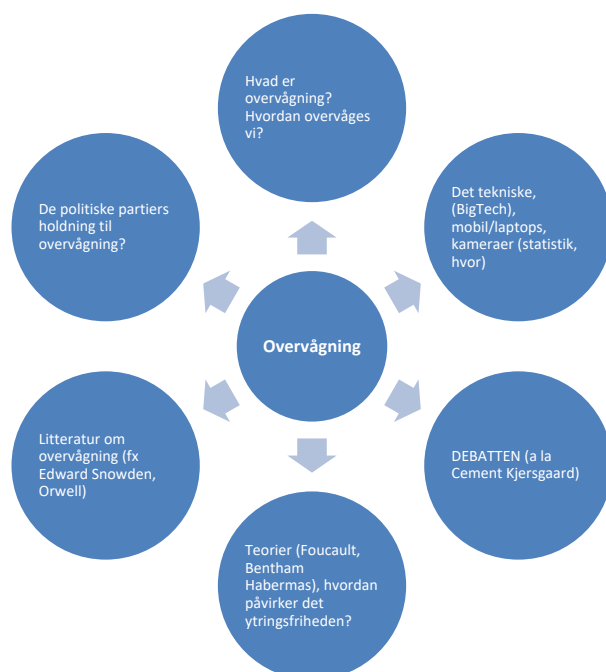 Hvad er
overvågning?
Hvordan overvåges
vi?
Det tekniske,
(BigTech),
mobil/laptops,
kameraer (statistik,
hvor)
DEBATTEN (a la
Cement Kjersgaard)
Teorier (Foucault,
Bentham
Habermas), hvordan
påvirker det
ytringsfriheden?
Litteratur om
overvågning (fx
Edward Snowden,
Orwell)
De politiske partiers
holdning til
overvågning?
Overvågning